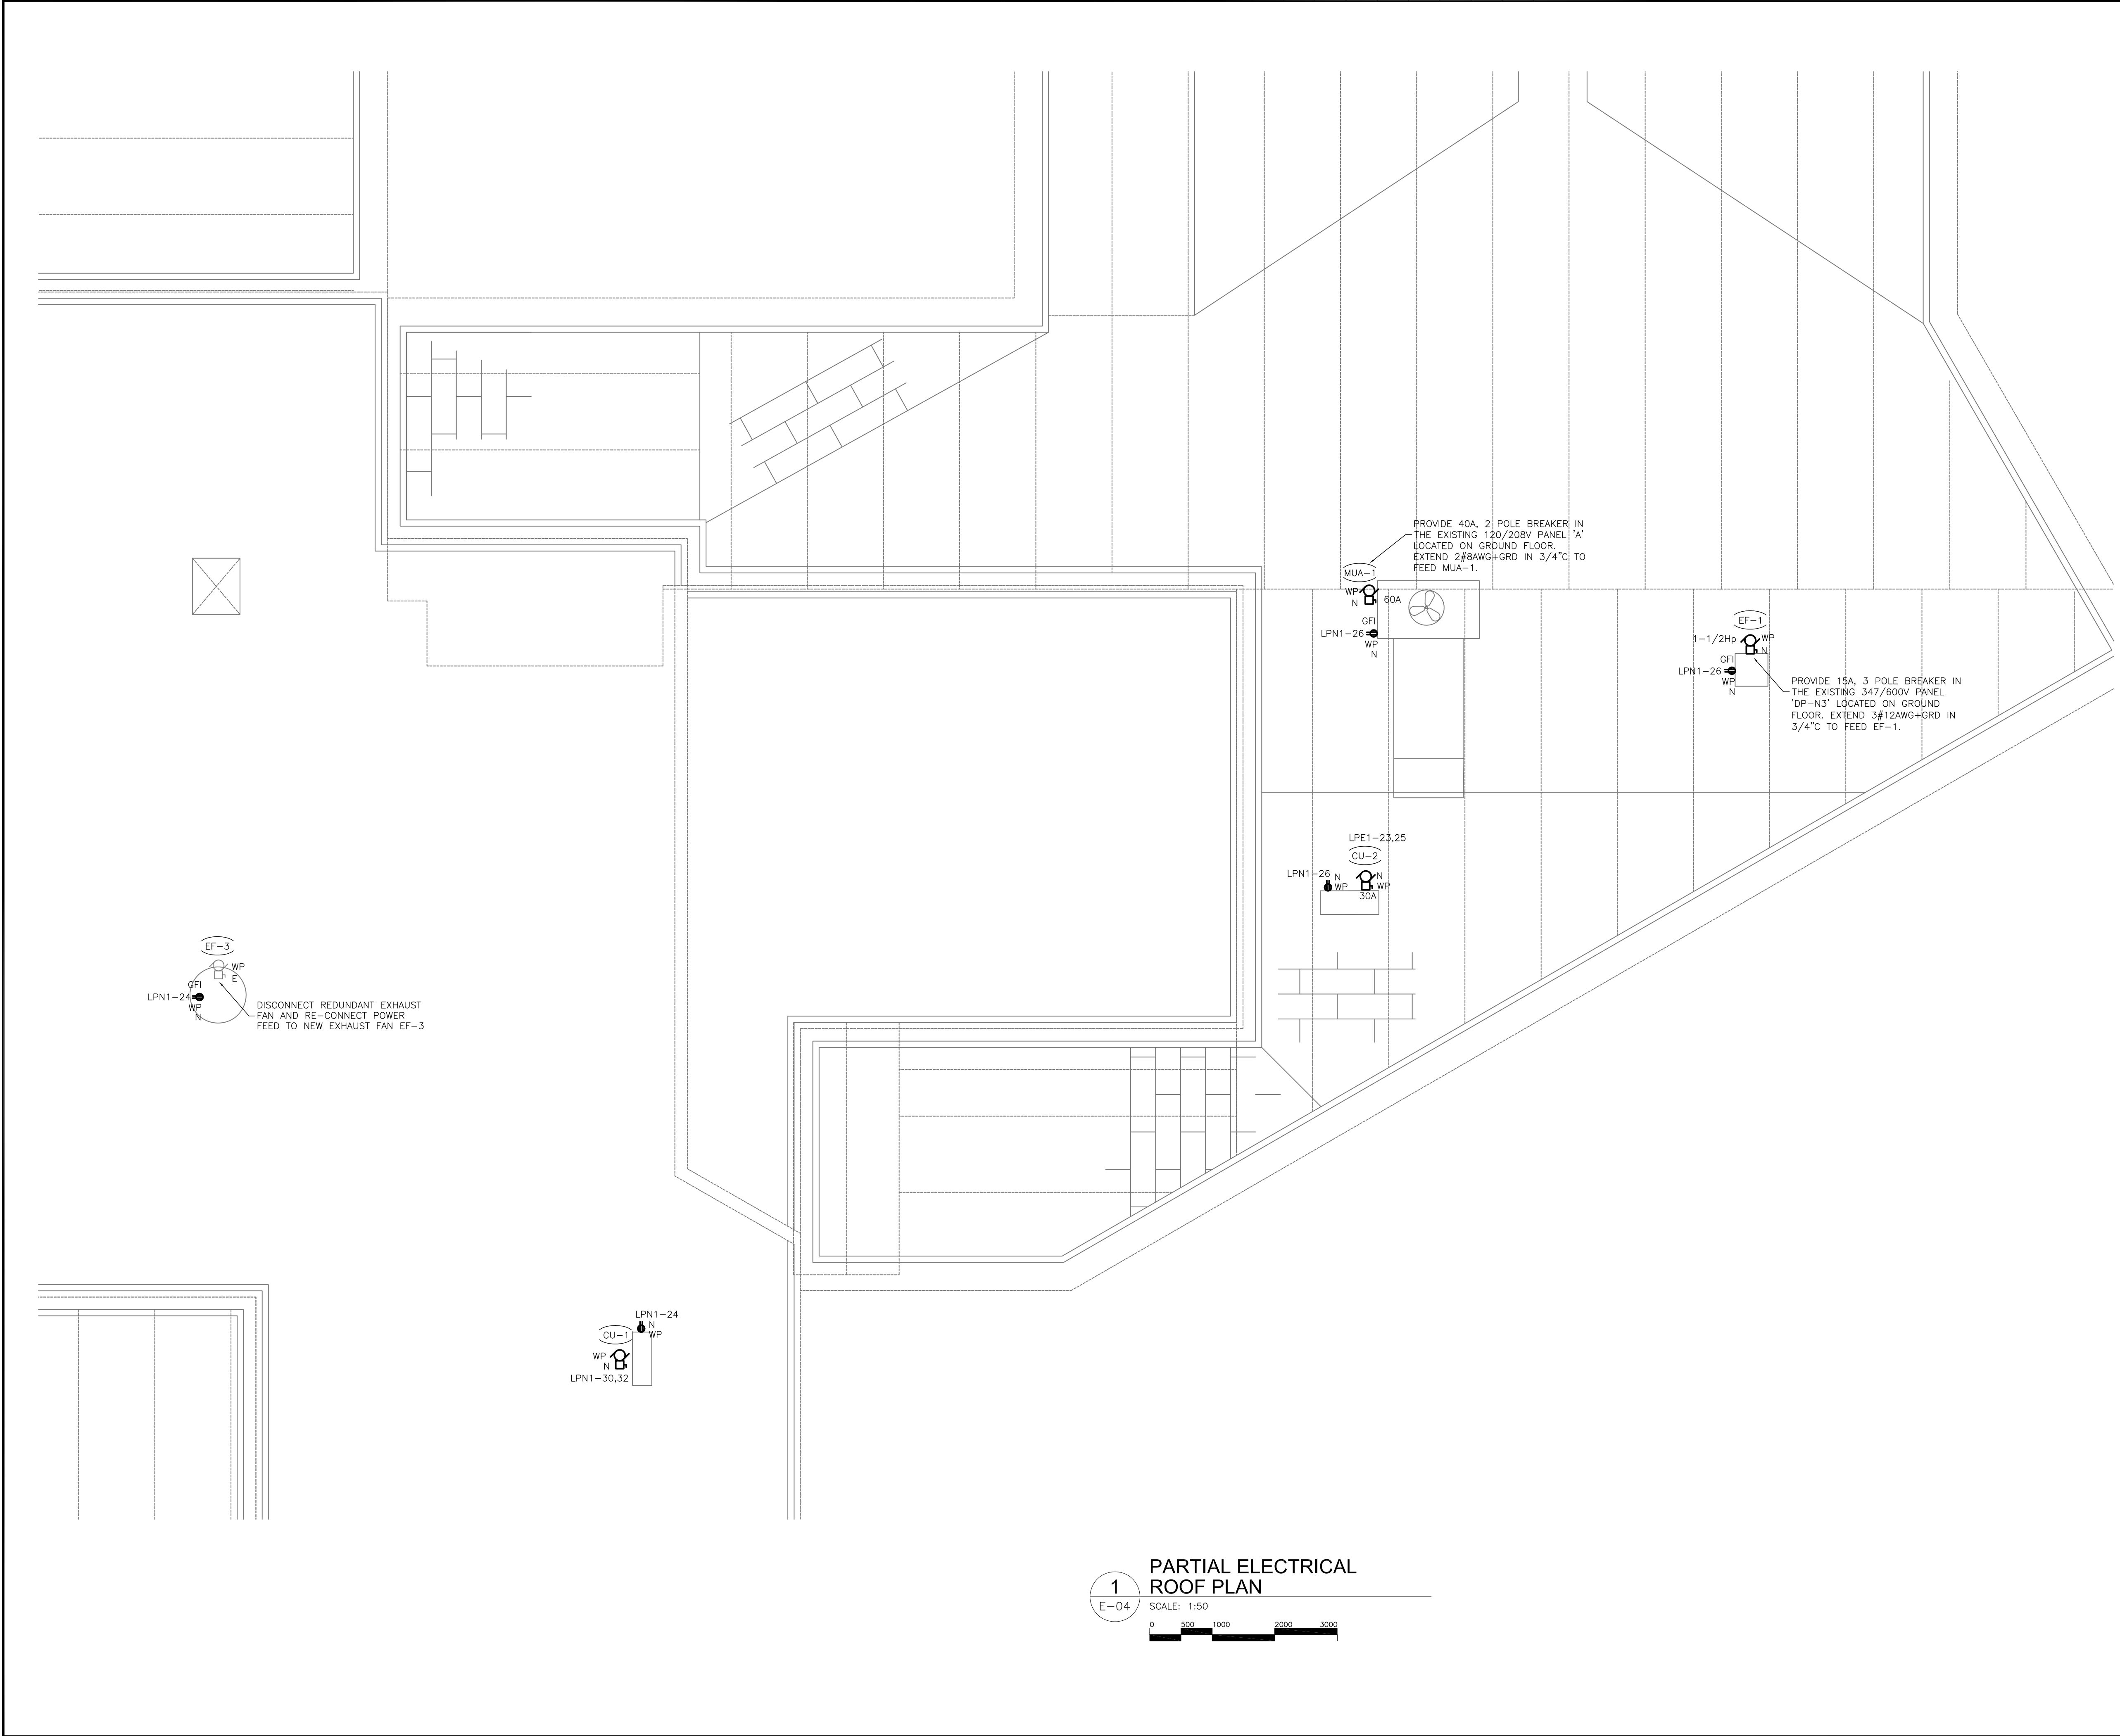 PROVIDE 40A, 2 POLE BREAKER IN
THE EXISTING 120/208V PANEL 'A'
LOCATED ON GROUND FLOOR.
EXTEND 2#8AWG+GRD IN 3/4"C TO
FEED MUA-1.
MUA-1
WP
N
60A
GFI
LPN1-26
WP
N
EF-1
1-1/2Hp
WP
N
GFI
LPN1-26
WP
N
PROVIDE 15A, 3 POLE BREAKER IN
THE EXISTING 347/600V PANEL
'DP-N3' LOCATED ON GROUND
FLOOR. EXTEND 3#12AWG+GRD IN
3/4"C TO FEED EF-1.
LPE1-23,25
CU-2
LPN1-26
N
WP
N
WP
30A
EF-3
WP
E
GFI
LPN1-24
WP
N
DISCONNECT REDUNDANT EXHAUST
FAN AND RE-CONNECT POWER
FEED TO NEW EXHAUST FAN EF-3
LPN1-24
N
WP
CU-1
WP
N
LPN1-30,32
1
E-04
PARTIAL ELECTRICAL
ROOF PLAN
SCALE: 1:50
0 500 1000 2000 3000